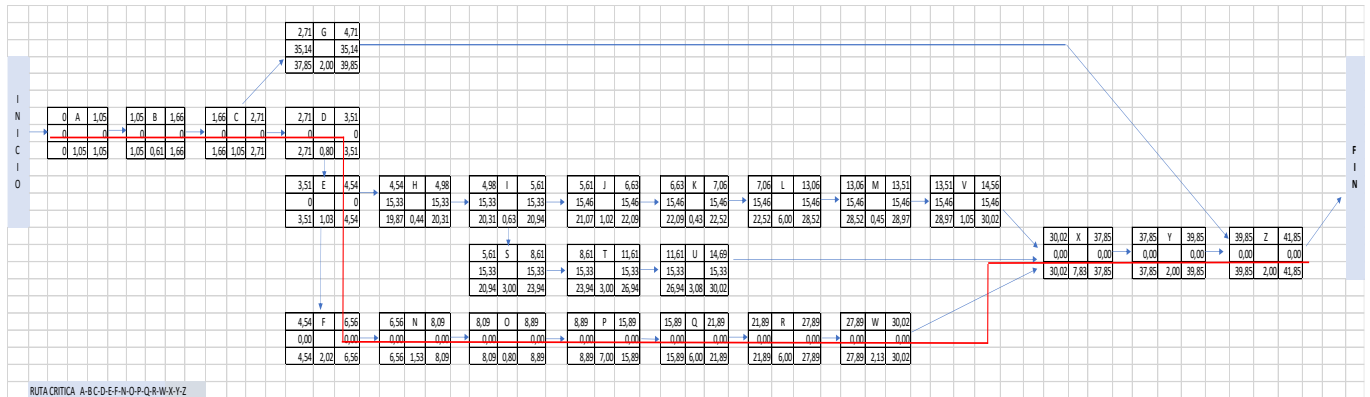 2,71 G 4,71
35,14 35,14
37,85 2,00 39,85
INICIO
0 A 1,05
0 0
0 1,05 1,05
1,05 B 1,66
0 0
1,05 0,61 1,66
1,66 C 2,71
0 0
1,66 1,05 2,71
2,71 D 3,51
0 0
2,71 0,80 3,51
3,51 E 4,54
0 0
3,51 1,03 4,54
4,54 H 4,98
15,33 15,33
19,87 0,44 20,31
4,98 I 5,61
15,33 15,33
20,31 0,63 20,94
5,61 J 6,63
15,46 15,46
21,07 1,02 22,09
6,63 K 7,06
15,46 15,46
22,09 0,43 22,52
7,06 L 13,06
15,46 15,46
22,52 6,00 28,52
13,06 M 13,51
15,46 15,46
28,52 0,45 28,97
13,51 V 14,56
15,46 15,46
28,97 1,05 30,02
5,61 S 8,61
15,33 15,33
20,94 3,00 23,94
8,61 T 11,61
15,33 15,33
23,94 3,00 26,94
11,61 U 14,69
15,33 15,33
26,94 3,08 30,02
30,02 X 37,85
0,00 0,00
30,02 7,83 37,85
37,85 Y 39,85
0,00 0,00
37,85 2,00 39,85
39,85 Z 41,85
0,00 0,00
39,85 2,00 41,85
FIN
4,54 F 6,56
0,00 0,00
4,54 2,02 6,56
6,56 N 8,09
0,00 0,00
6,56 1,53 8,09
8,09 O 8,89
0,00 0,00
8,09 0,80 8,89
8,89 P 15,89
0,00 0,00
8,89 7,00 15,89
15,89 Q 21,89
0,00 0,00
15,89 6,00 21,89
21,89 R 27,89
0,00 0,00
21,89 6,00 27,89
27,89 W 30,02
0,00 0,00
27,89 2,13 30,02
RUTA CRITICA A-B-C-D-E-F-N-O-P-Q-R-W-X-Y-Z